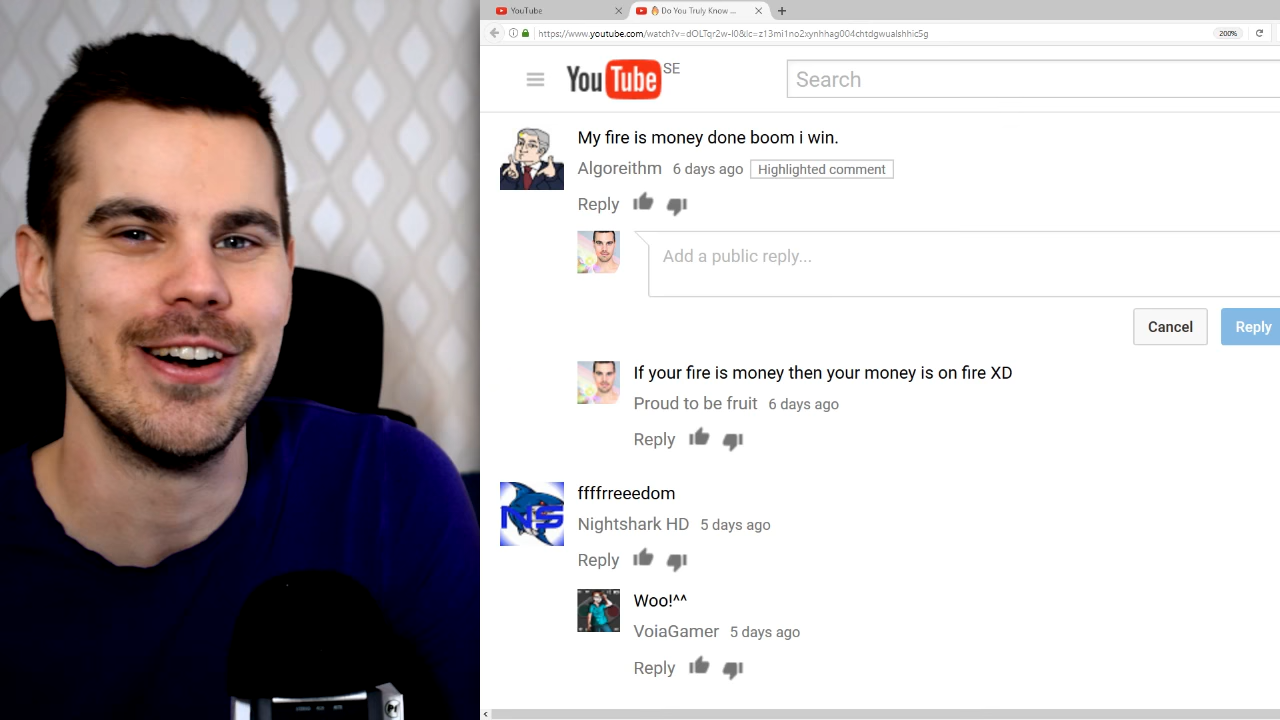 YouTube
🔥 Do You Truly Know ...
https://www.youtube.com/watch?v=dOLTqr2w-I0&lc=z13mi1no2xynhhag004chtdgwualshhic5g
200%
YouTube SE
Search
My fire is money done boom i win.
Algoreithm 6 days ago Highlighted comment
Reply
Add a public reply...
Cancel Reply
If your fire is money then your money is on fire XD
Proud to be fruit 6 days ago
Reply
NS
ffffrreeedom
Nightshark HD 5 days ago
Reply
Woo!^^
VoiaGamer 5 days ago
Reply